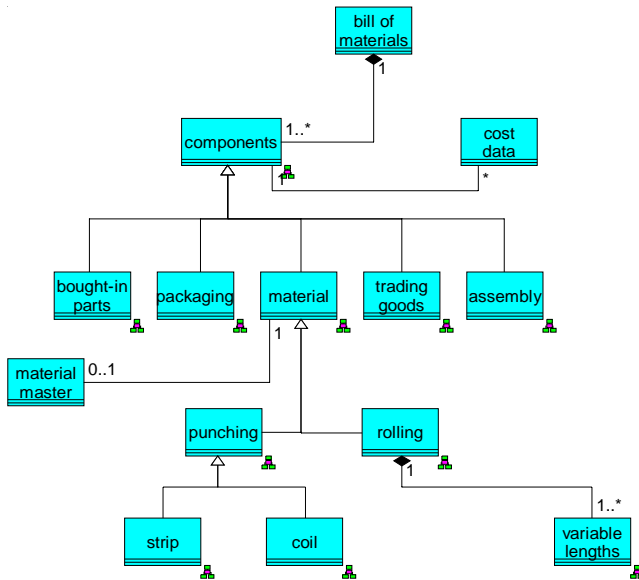 bill of
materials
1
1..*
components
cost
data
1
*
bought-in
parts
packaging
material
trading
goods
assembly
1
0..1
material
master
punching
rolling
1
1..*
strip
coil
variable
lengths